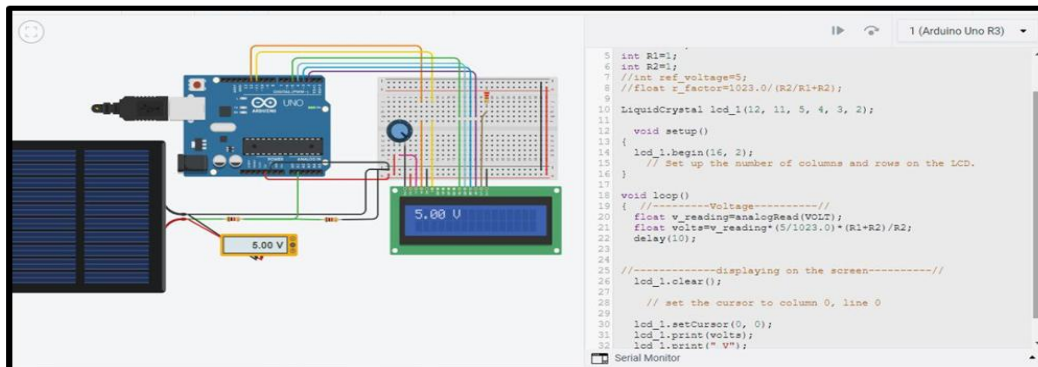 1 (Arduino Uno R3)
5 int R1=1;
6 int R2=1;
7 //int ref_voltage=5;
8 //float r_factor=1023.0/(R2/R1+R2);
9
10 LiquidCrystal lcd_1(12, 11, 5, 4, 3, 2);
11
12 void setup()
13 {
14 lcd_1.begin(16, 2);
15 // Set up the number of columns and rows on the LCD.
16 }
17
18 void loop()
19 { //---------Voltage----------//
20 float v_reading=analogRead(VOLT);
21 float volts=v_reading*(5/1023.0)*(R1+R2)/R2;
22 delay(10);
23
24
25 //-------------displaying on the screen----------//
26 lcd_1.clear();
27
28 // set the cursor to column 0, line 0
29
30 lcd_1.setCursor(0, 0);
31 lcd_1.print(volts);
32 lcd_1.print(" V");
Serial Monitor
UNO
ARDUINO
POWER
ANALOG IN
5.00 V
5.00 V